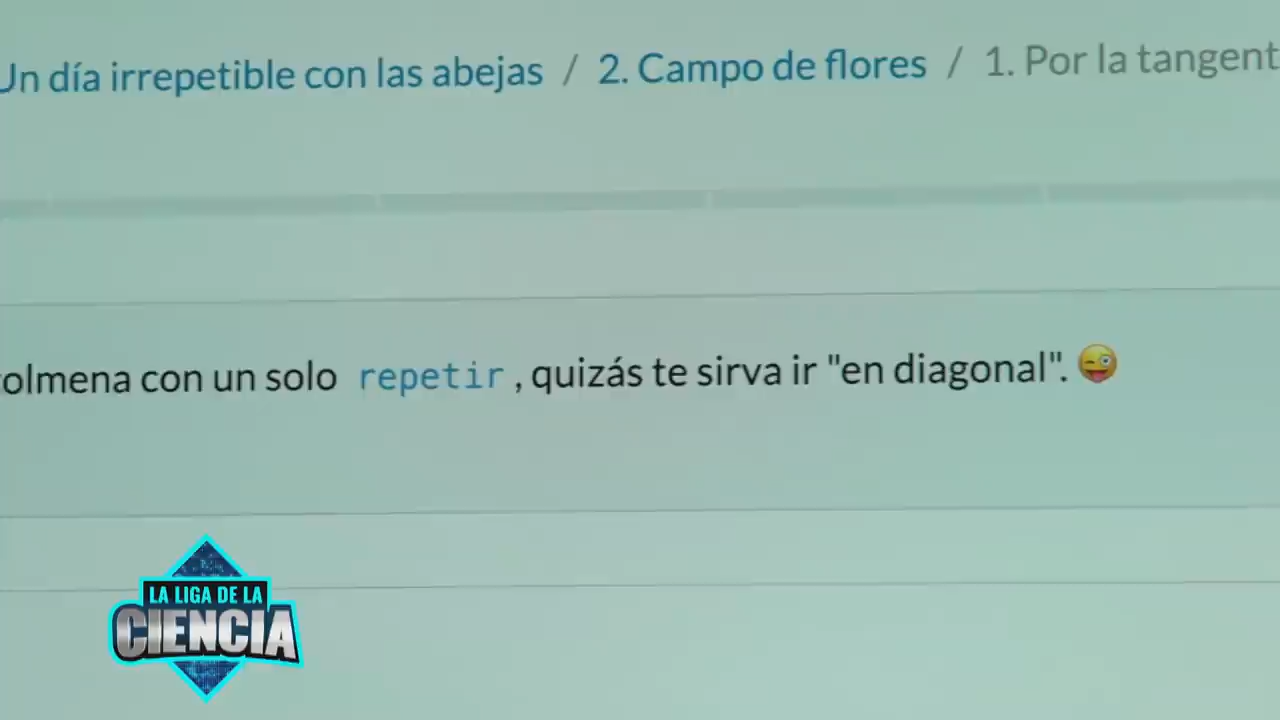 Un día irrepetible con las abejas / 2. Campo de flores / 1. Por la tangent
olmena con un solo repetir, quizás te sirva ir "en diagonal". 😜
LA LIGA DE LA
CIENCIA